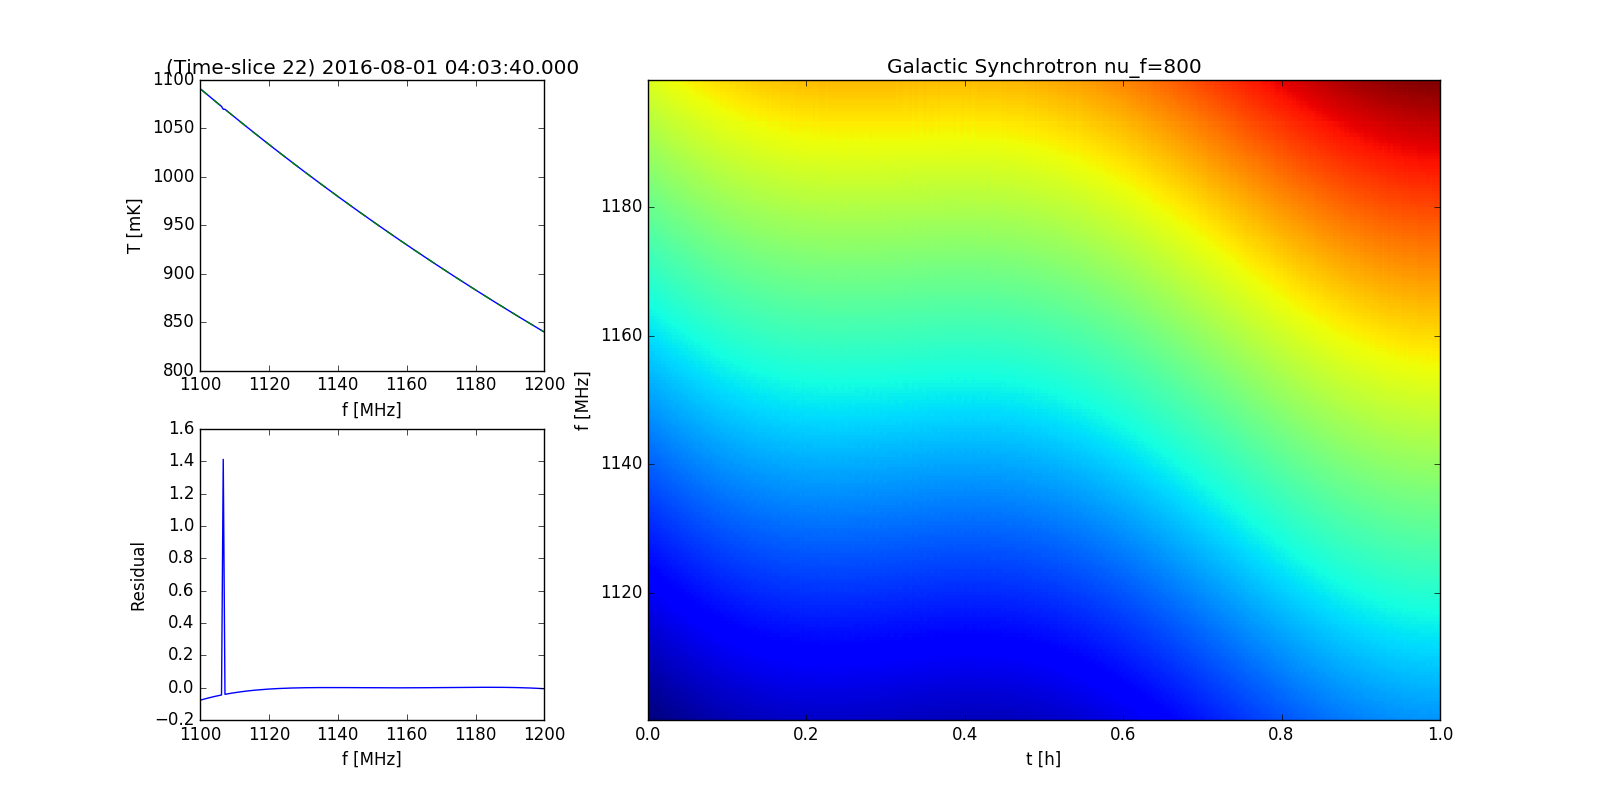 (Time-slice 22) 2016-08-01 04:03:40.000
1100
1050
1000
950
900
850
800
T [mK]
1100 1120 1140 1160 1180 1200
f [MHz]
1.6
1.4
1.2
1.0
0.8
0.6
0.4
0.2
0.0
−0.2
Residual
1100 1120 1140 1160 1180 1200
f [MHz]
Galactic Synchrotron nu_f=800
1180
1160
1140
1120
f [MHz]
0.0 0.2 0.4 0.6 0.8 1.0
t [h]